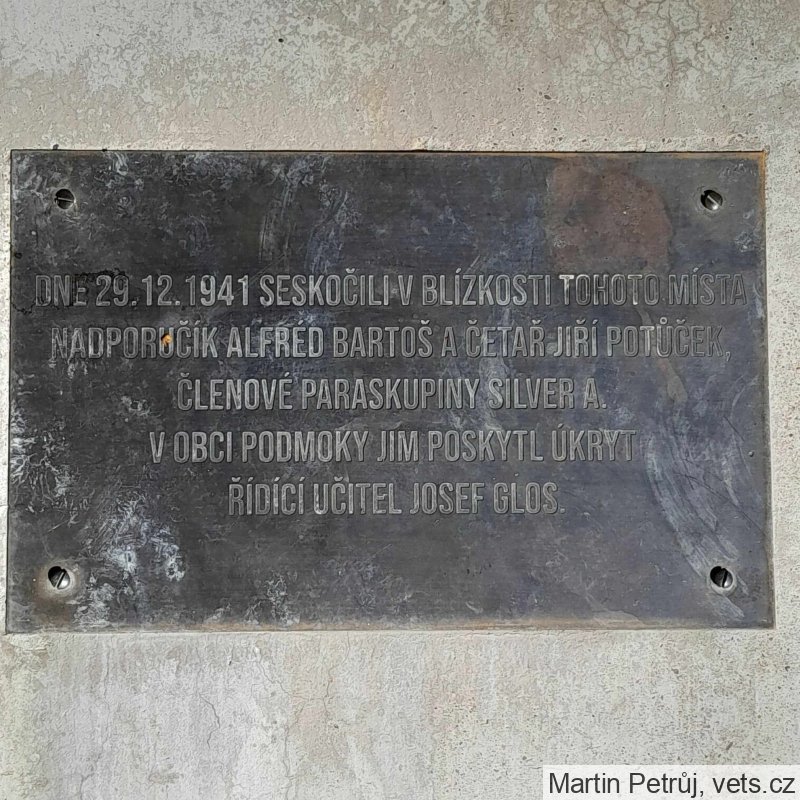 DNE 29.12.1941 SESKOČILI V BLÍZKOSTI TOHOTO MÍSTA
NADPORUČÍK ALFRED BARTOŠ A ČETAŘ JIŘÍ POTŮČEK,
ČLENOVÉ PARASKUPINY SILVER A.
V OBCI PODMOKY JIM POSKYTL ÚKRYT
ŘÍDÍCÍ UČITEL JOSEF GLOS.
Martin Petrůj, vets.cz